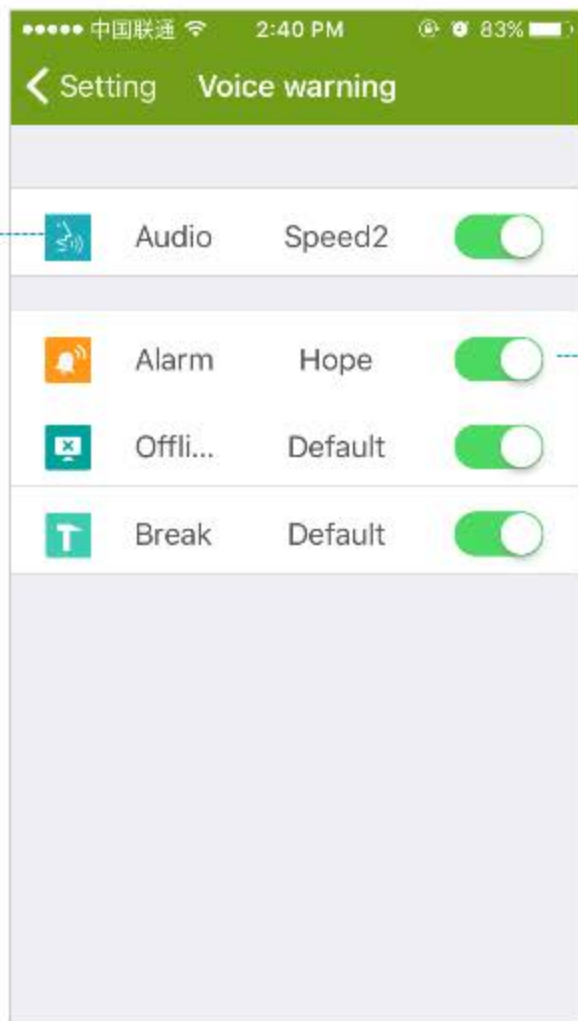 中国联通 2:40 PM 83%
Setting Voice warning
Audio Speed2
Alarm Hope
Offli... Default
Break Default